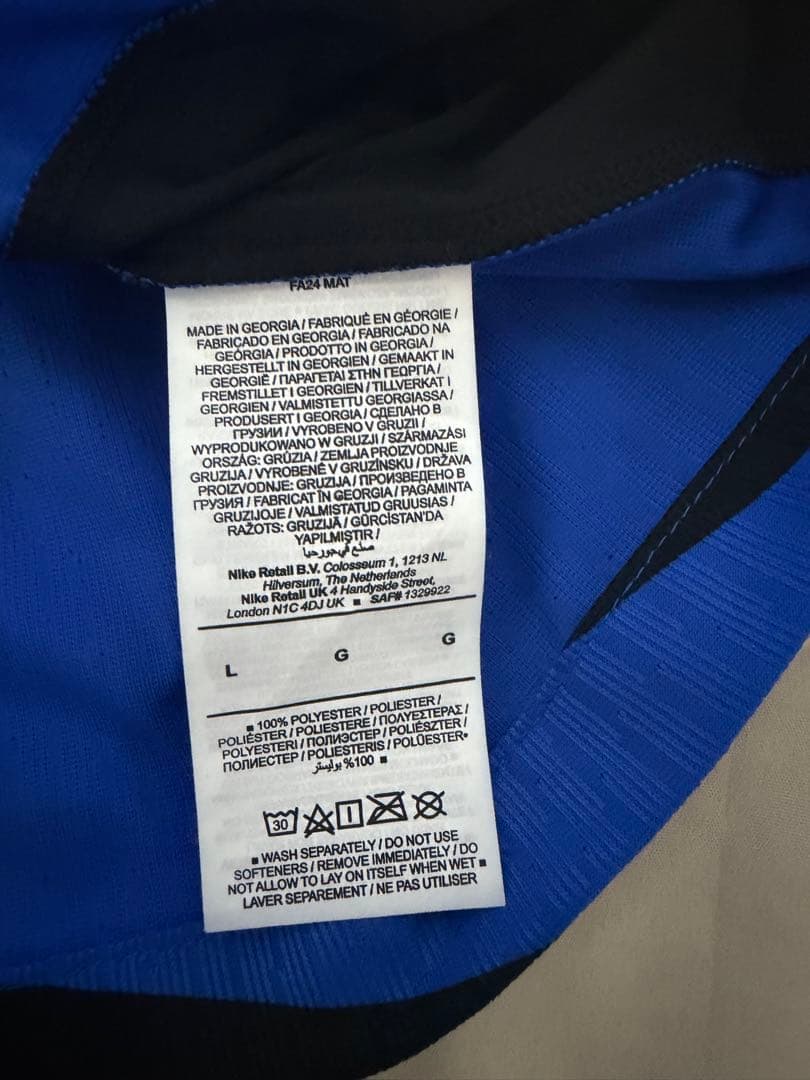 FA24 MAT
MADE IN GEORGIA / FABRIQUÉ EN GÉORGIE /
FABRICADO EN GEORGIA / FABRICADO NA
GEÓRGIA / PRODOTTO IN GEORGIA /
HERGESTELLT IN GEORGIEN / GEMAAKT IN
GEORGIË / ΠΑΡΑΓΕΤΑΙ ΣΤΗΝ ΓΕΩΡΓΙΑ /
FREMSTILLET I GEORGIEN / TILLVERKAT I
GEORGIEN / VALMISTETTU GEORGIASSA /
PRODUSERT I GEORGIA / СДЕЛАНО В
ГРУЗИИ / VYROBENO V GRUZII /
WYPRODUKOWANO W GRUZJI / SZÁRMAZÁSI
ORSZÁG: GRÚZIA / ZEMLJA PROIZVODNJE
GRUZIJA / VYROBENÉ V GRUZÍNSKU / DRŽAVA
PROIZVODNJE: GRUZIJA / ПРОИЗВЕДЕНО В
ГРУЗИЯ / FABRICAT ÎN GEORGIA / PAGAMINTA
GRUZIJOJE / VALMISTATUD GRUUSIAS /
RAŽOTS: GRUZIJĀ / GÜRCİSTAN'DA
YAPILMIŞTIR /
صنع في جورجيا
Nike Retail B.V. Colosseum 1, 1213 NL
Hilversum, The Netherlands
Nike Retail UK 4 Handyside Street,
London N1C 4DJ UK ■ SAF# 1329922
L G G
■ 100% POLYESTER / POLIESTER /
POLIÉSTER / POLIESTERE / ΠΟΛΥΕΣΤΕΡΑΣ /
POLYESTERI / ПОЛИЭСТЕР / POLIÉSZTER /
ПОЛИЕСТЕР / POLIESTERIS / POLÜESTER•
100% بوليستر ■
30
■ WASH SEPARATELY / DO NOT USE
SOFTENERS / REMOVE IMMEDIATELY / DO
NOT ALLOW TO LAY ON ITSELF WHEN WET ■
LAVER SEPAREMENT / NE PAS UTILISER